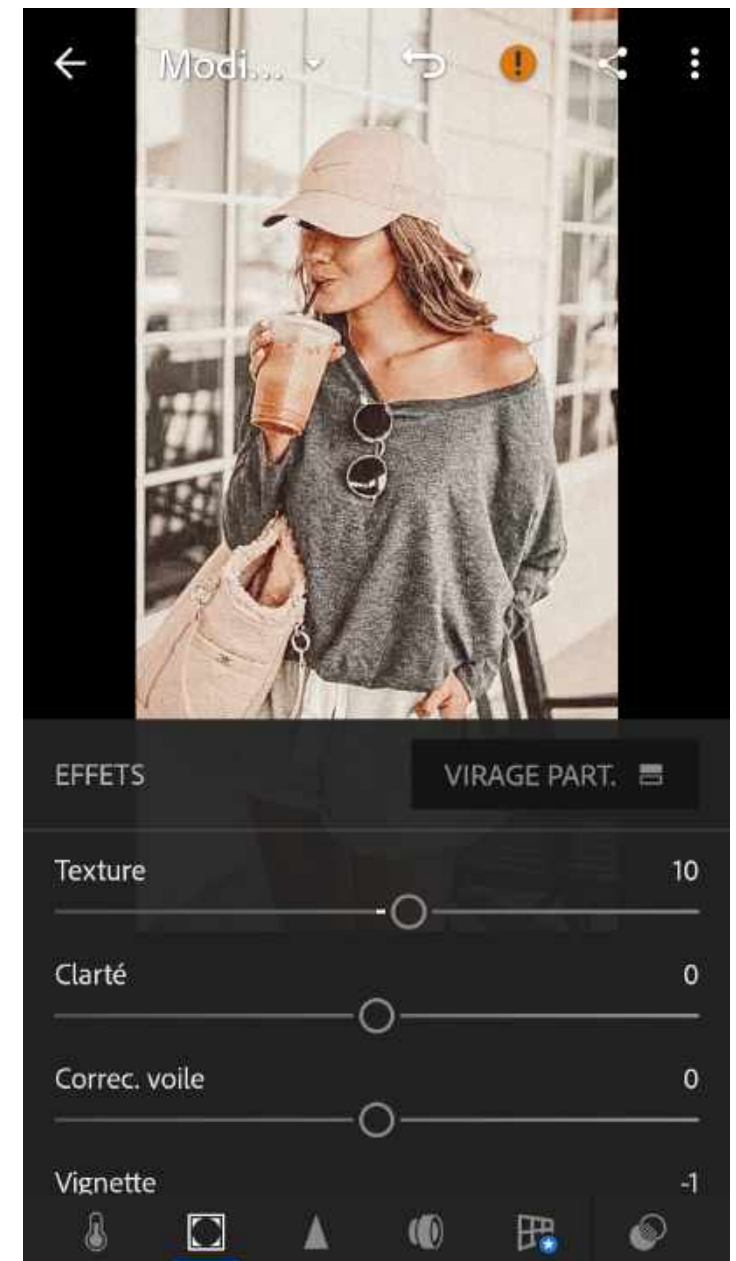 Modi...
EFFETS
VIRAGE PART.
Texture 10
Clarté 0
Correc. voile 0
Vignette -1